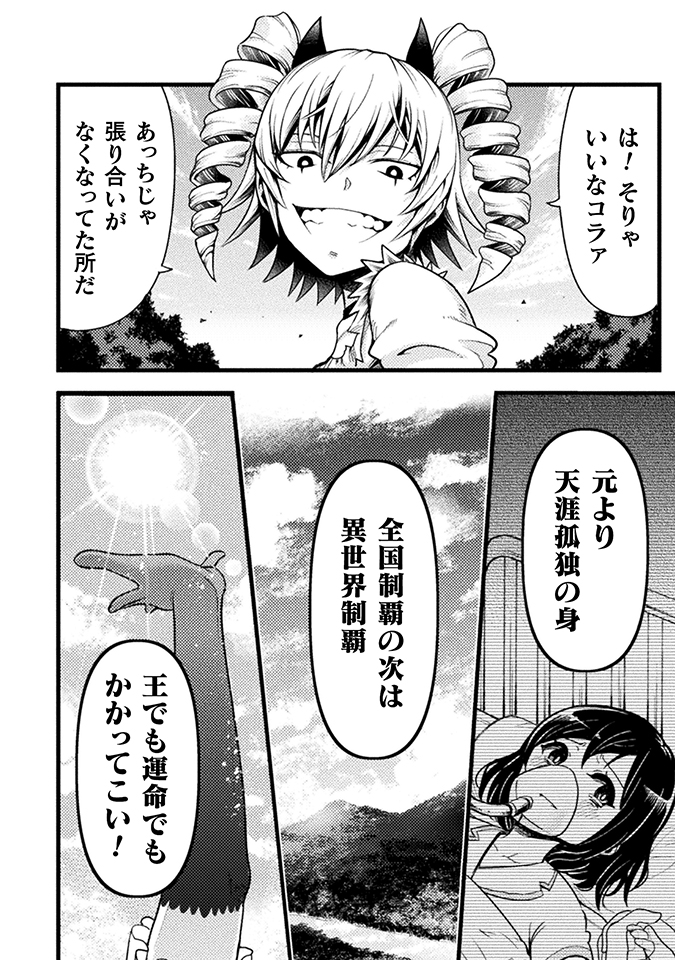 は！そりゃ
いいなコラァ
あっちじゃ
張り合いが
なくなってた所だ
元より
天涯孤独の身
全国制覇の次は
異世界制覇
王でも運命でも
かかってこい！